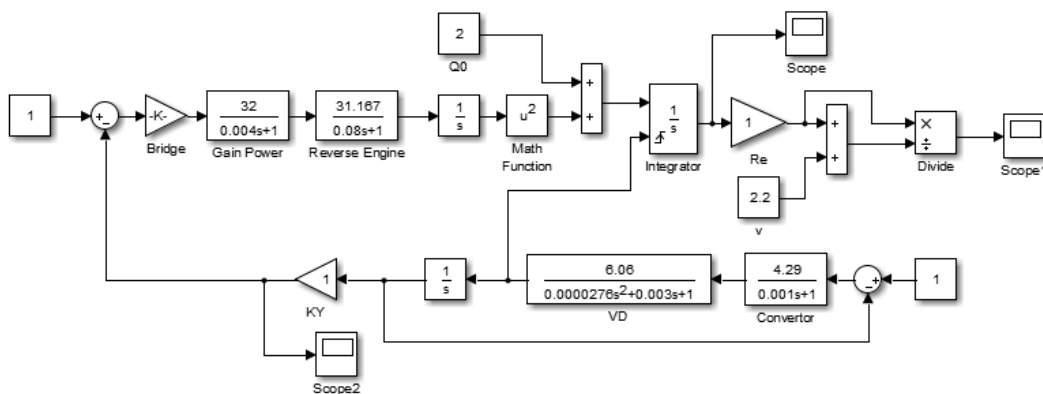 2
Q0
Scope
1
+
−
-K-
Bridge
32
0.004s+1
Gain Power
31.167
0.08s+1
Reverse Engine
1
s
u²
Math
Function
+
+
1
s
Integrator
1
Re
+
+
2.2
v
×
÷
Divide
Scope1
1
KY
Scope2
1
s
6.06
0.0000276s²+0.003s+1
VD
4.29
0.001s+1
Convertor
−
+
1